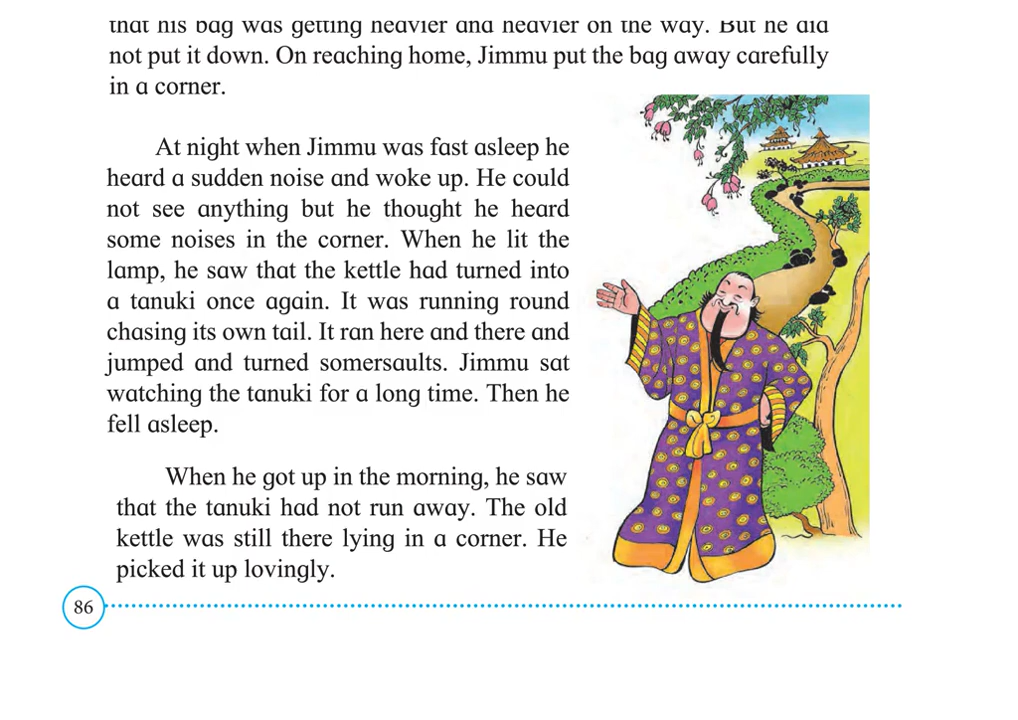 that his bag was getting heavier and heavier on the way. But he did
not put it down. On reaching home, Jimmu put the bag away carefully
in a corner.
At night when Jimmu was fast asleep he
heard a sudden noise and woke up. He could
not see anything but he thought he heard
some noises in the corner. When he lit the
lamp, he saw that the kettle had turned into
a tanuki once again. It was running round
chasing its own tail. It ran here and there and
jumped and turned somersaults. Jimmu sat
watching the tanuki for a long time. Then he
fell asleep.
When he got up in the morning, he saw
that the tanuki had not run away. The old
kettle was still there lying in a corner. He
picked it up lovingly.
86